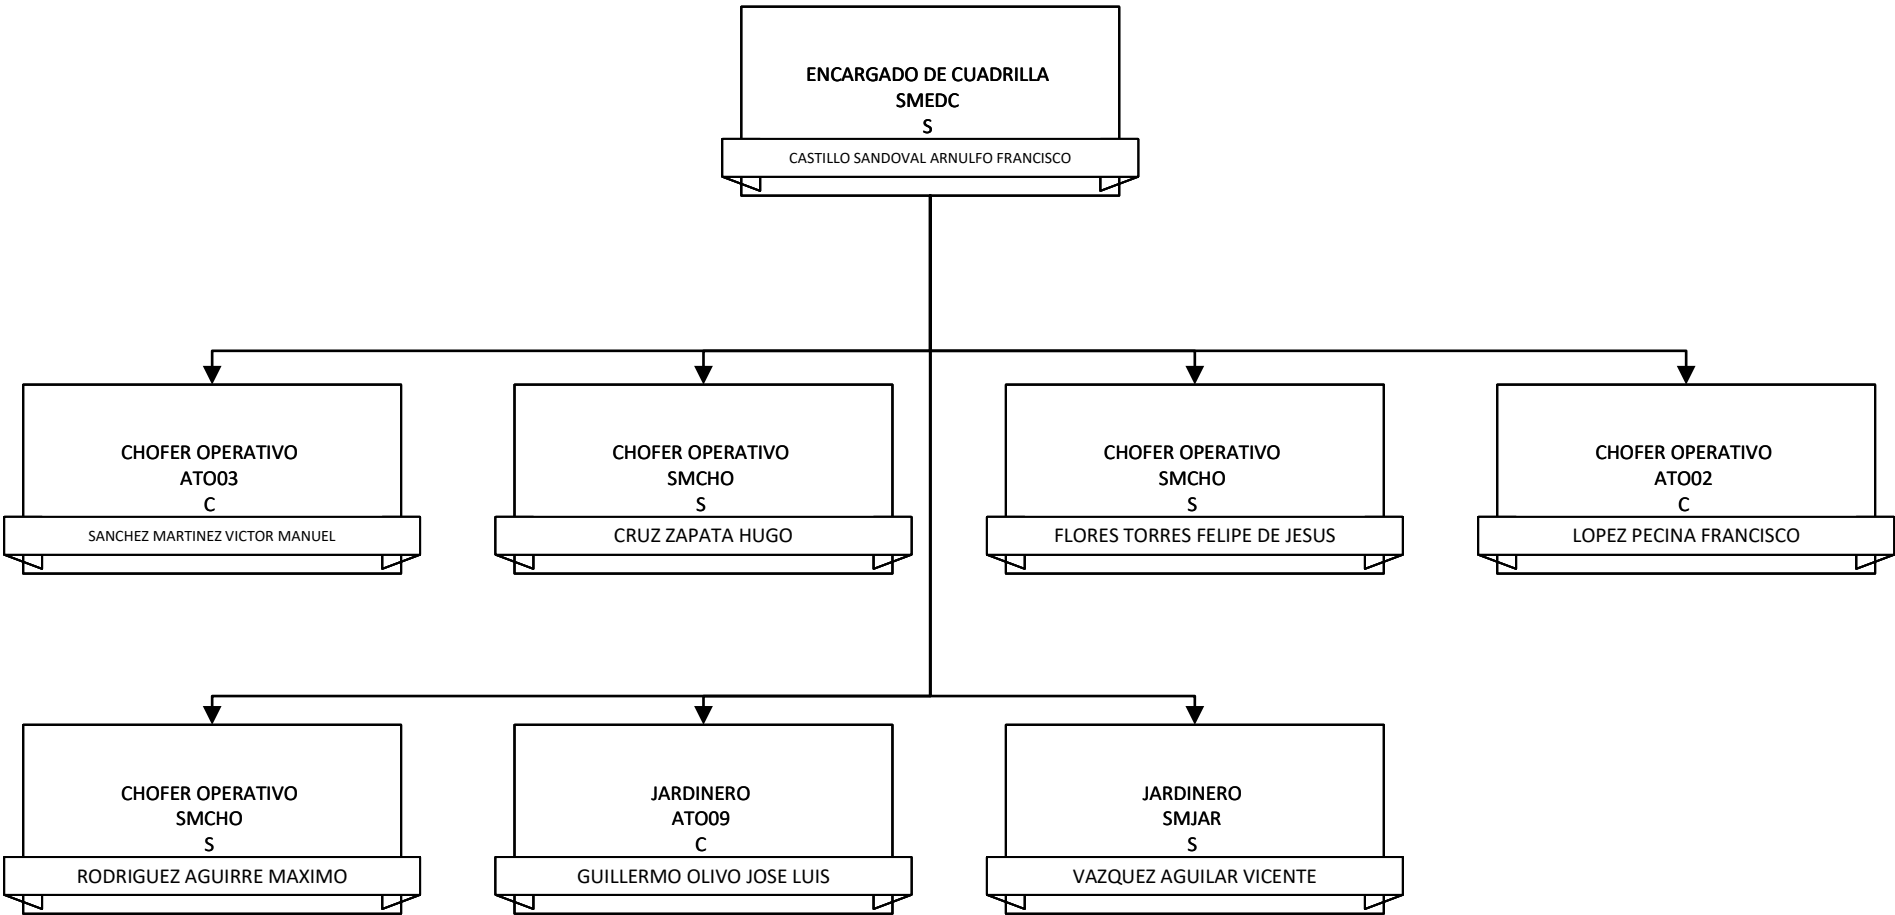 ENCARGADO DE CUADRILLA
SMEDC
S
CASTILLO SANDOVAL ARNULFO FRANCISCO
CHOFER OPERATIVO
ATO03
C
SANCHEZ MARTINEZ VICTOR MANUEL
CHOFER OPERATIVO
SMCHO
S
CRUZ ZAPATA HUGO
CHOFER OPERATIVO
SMCHO
S
FLORES TORRES FELIPE DE JESUS
CHOFER OPERATIVO
ATO02
C
LOPEZ PECINA FRANCISCO
CHOFER OPERATIVO
SMCHO
S
RODRIGUEZ AGUIRRE MAXIMO
JARDINERO
ATO09
C
GUILLERMO OLIVO JOSE LUIS
JARDINERO
SMJAR
S
VAZQUEZ AGUILAR VICENTE